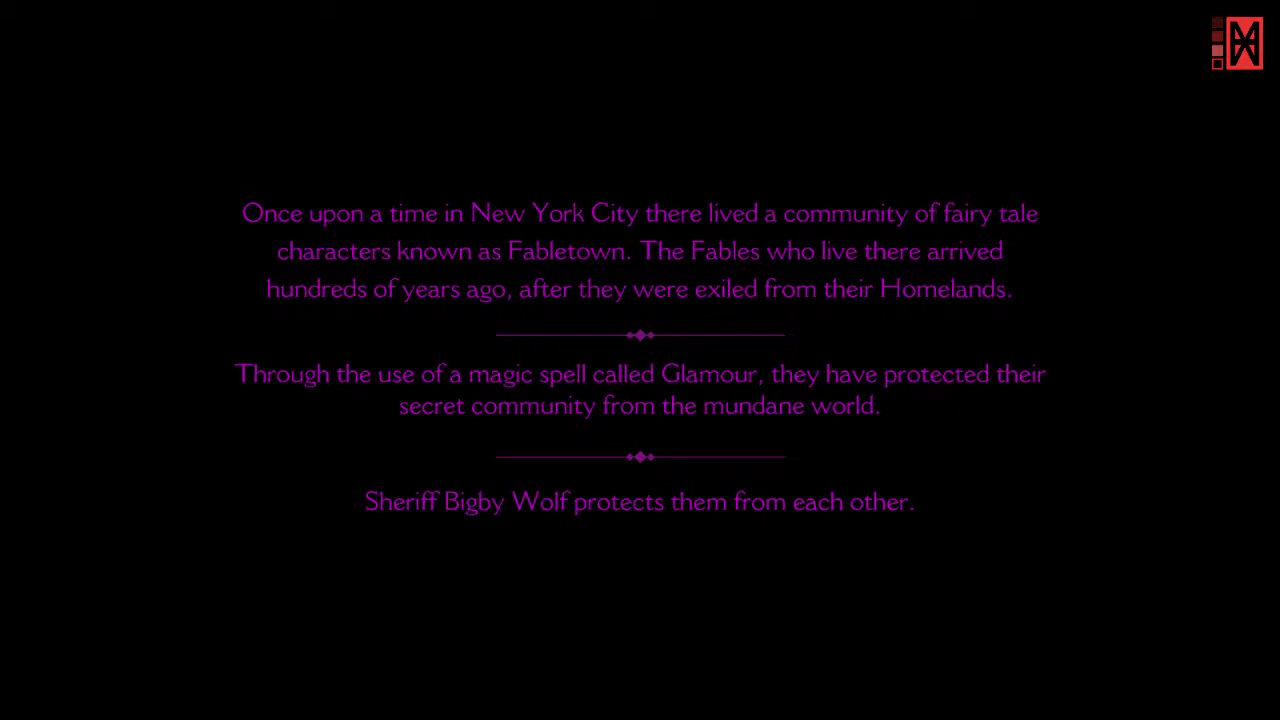 Once upon a time in New York City there lived a community of fairy tale
characters known as Fabletown. The Fables who live there arrived
hundreds of years ago, after they were exiled from their Homelands.
Through the use of a magic spell called Glamour, they have protected their
secret community from the mundane world.
Sheriff Bigby Wolf protects them from each other.